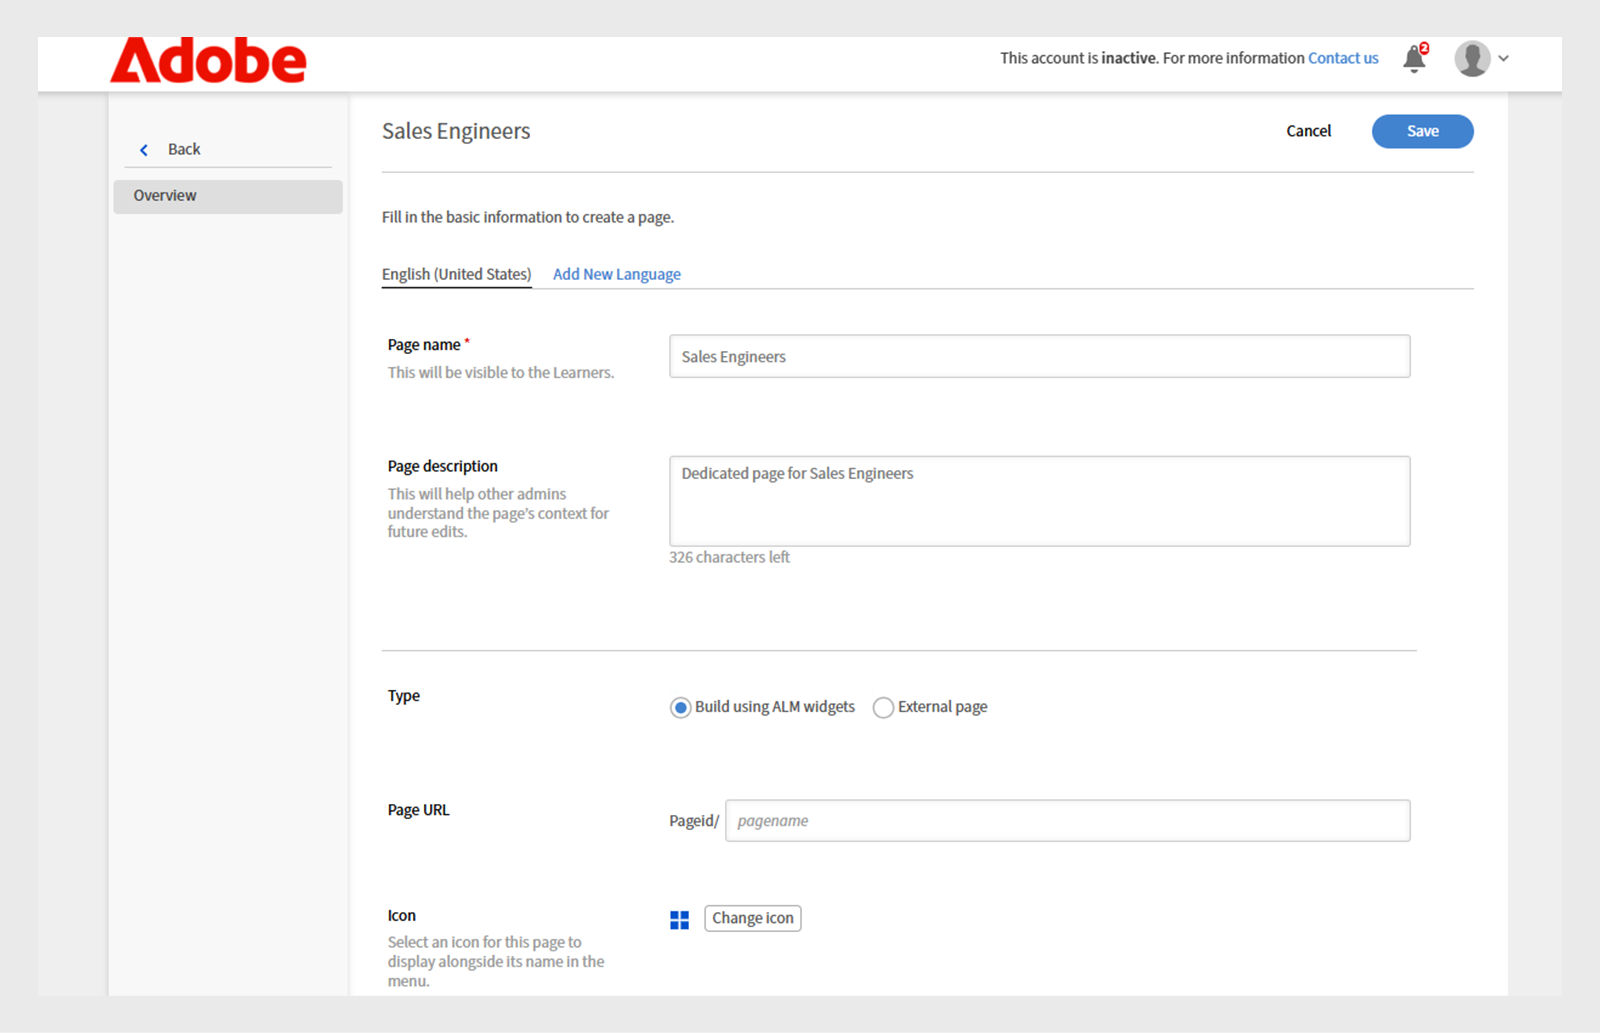 Adobe
This account is inactive. For more information Contact us
2
Back
Overview
Sales Engineers
Cancel
Save
Fill in the basic information to create a page.
English (United States)
Add New Language
Page name *
This will be visible to the Learners.
Sales Engineers
Page description
This will help other admins
understand the page's context for
future edits.
Dedicated page for Sales Engineers
326 characters left
Type
Build using ALM widgets
External page
Page URL
Pageid/
pagename
Icon
Select an icon for this page to
display alongside its name in the
menu.
Change icon